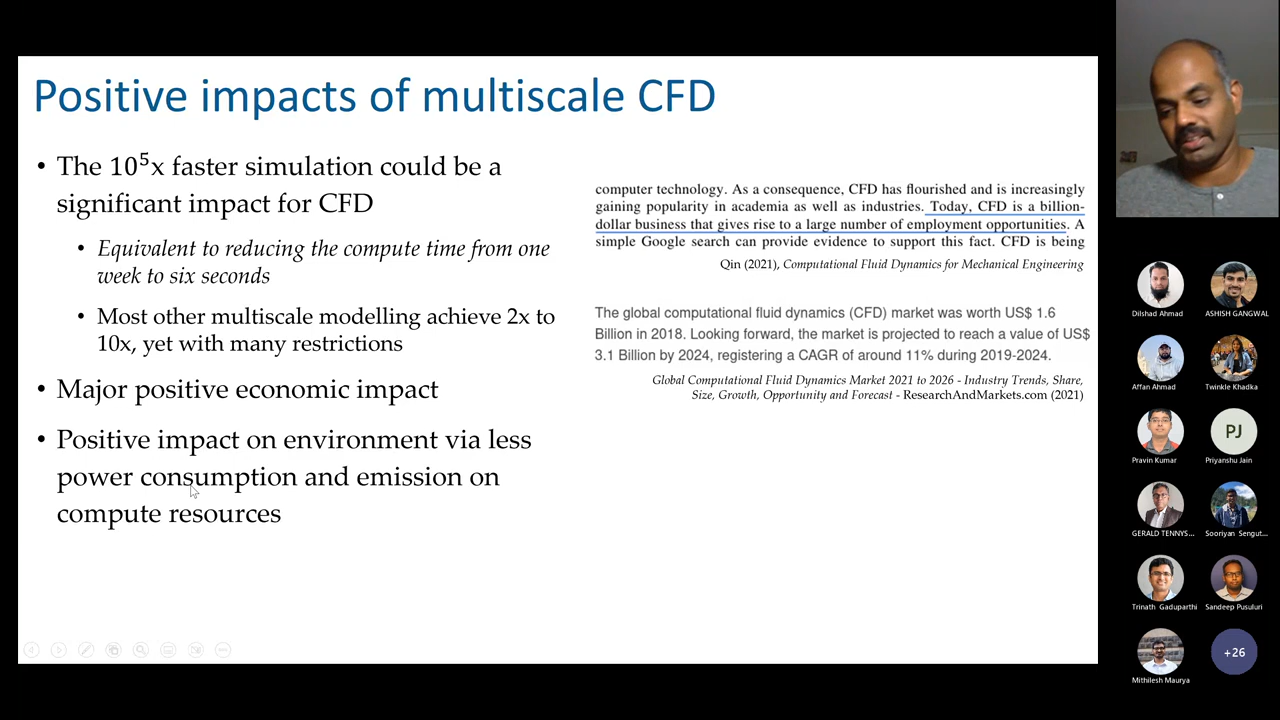 Positive impacts of multiscale CFD
• The 10⁵x faster simulation could be a
significant impact for CFD
• Equivalent to reducing the compute time from one
week to six seconds
• Most other multiscale modelling achieve 2x to
10x, yet with many restrictions
• Major positive economic impact
• Positive impact on environment via less
power consumption and emission on
compute resources
computer technology. As a consequence, CFD has flourished and is increasingly
gaining popularity in academia as well as industries. Today, CFD is a billion-
dollar business that gives rise to a large number of employment opportunities. A
simple Google search can provide evidence to support this fact. CFD is being
Qin (2021), Computational Fluid Dynamics for Mechanical Engineering
The global computational fluid dynamics (CFD) market was worth US$ 1.6
Billion in 2018. Looking forward, the market is projected to reach a value of US$
3.1 Billion by 2024, registering a CAGR of around 11% during 2019-2024.
Global Computational Fluid Dynamics Market 2021 to 2026 - Industry Trends, Share,
Size, Growth, Opportunity and Forecast - ResearchAndMarkets.com (2021)
Dilshad Ahmad
ASHISH GANGWAL
Affan Ahmad
Twinkle Khadka
Pravin Kumar
PJ
Priyanshu Jain
GERALD TENNYS...
Sooriyan Sengut...
Trinath Gaduparthi
Sandeep Pusuluri
Mithilesh Maurya
+26